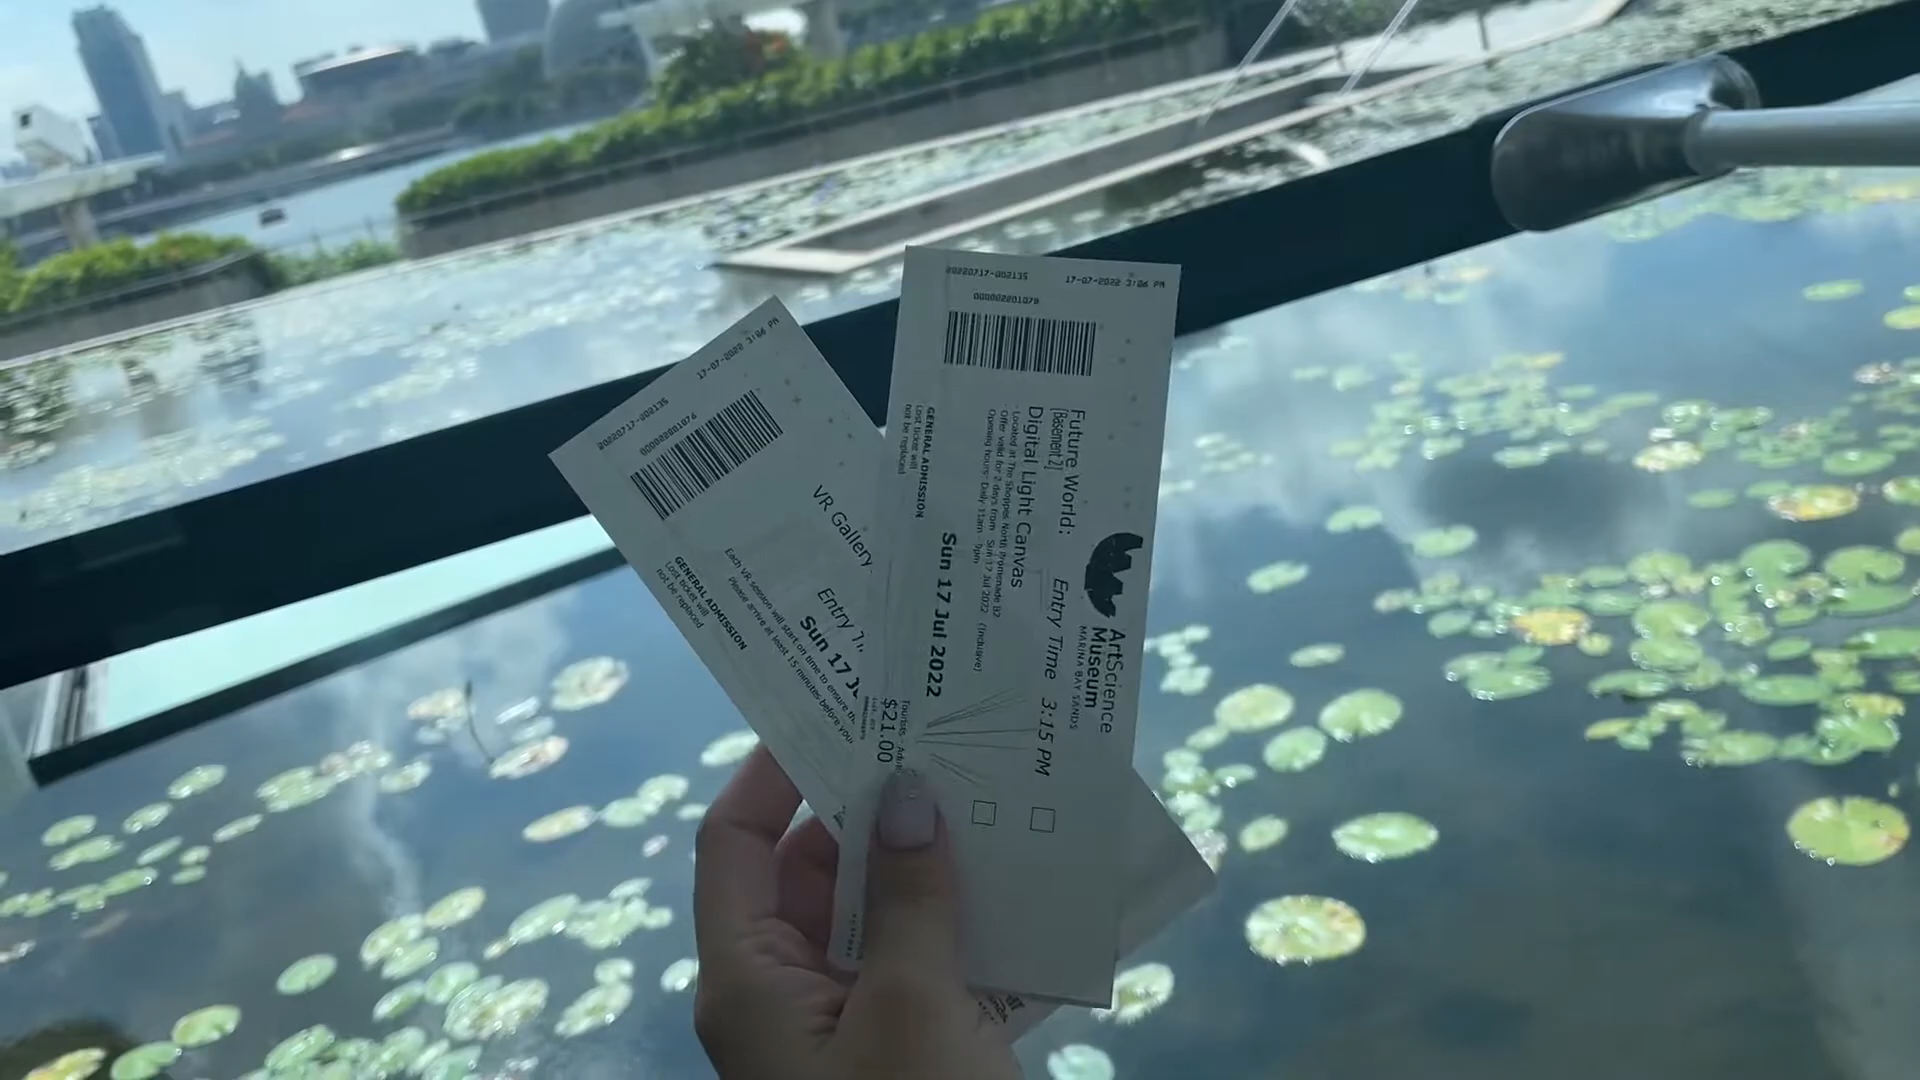 20220717-002135
17-07-2022 3:06 PM
000002201076
VR Gallery
Entry
Sun 17
Each VR session will start on time to ensure
Please arrive at least 15 minutes before your
GENERAL ADMISSION
Lost ticket will
not be replaced
20220717-002135
17-07-2022 3:06 PM
000002201079
ArtScience
Museum
MARINA BAY SANDS
Future World:
Entry Time 3:15 PM
[Basement 2]
Digital Light Canvas
- Located at The Shoppes North Promenade B2
- Offer valid for 2 days from - Sun 17 Jul 2022 (Inclusive)
Opening hours: Daily 11am - 9pm
Sun 17 Jul 2022
GENERAL ADMISSION
Lost ticket will
not be replaced
$21.00